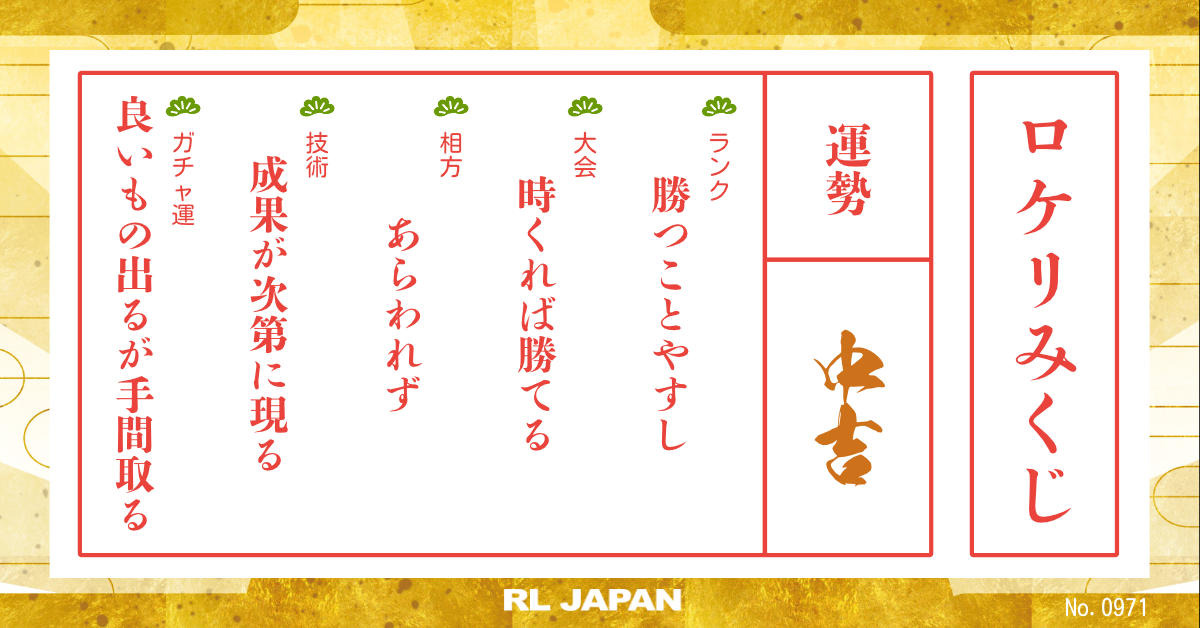 ロケリみくじ
運勢
中吉
ランク
勝つことやすし
大会
時くれば勝てる
相方
あらわれず
技術
成果が次第に現る
ガチャ運
良いもの出るが手間取る
RL JAPAN
No. 0971